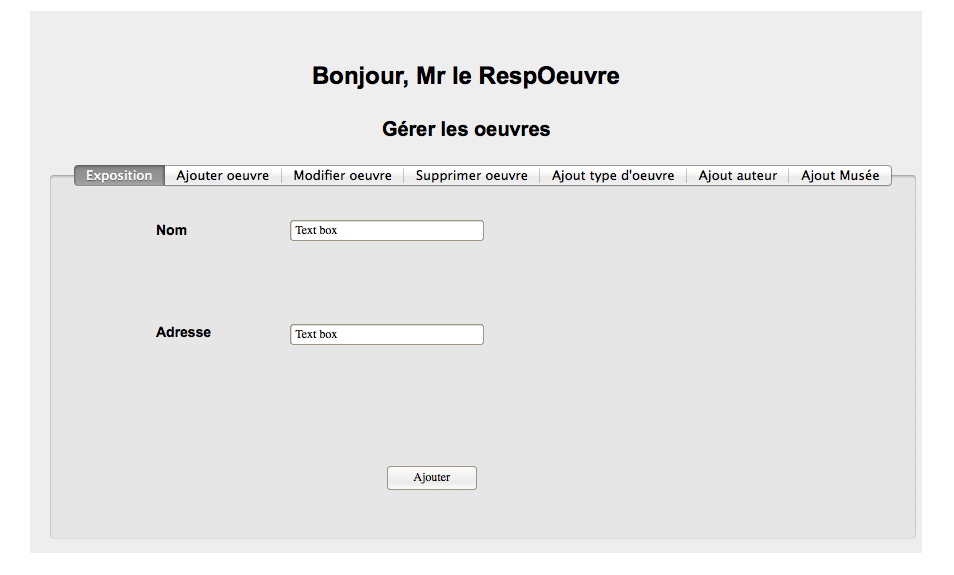 Bonjour, Mr le RespOeuvre
Gérer les oeuvres
Exposition Ajouter oeuvre Modifier oeuvre Supprimer oeuvre Ajout type d'oeuvre Ajout auteur Ajout Musée
Nom Text box
Adresse Text box
Ajouter